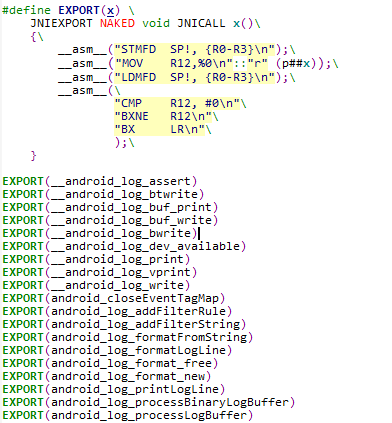 #define EXPORT(x) \
JNIEXPORT NAKED void JNICALL x()\
{\
__asm__("STMFD SP!, {R0-R3}\n");\
__asm__("MOV R12,%0\n"::"r" (p##x));\
__asm__("LDMFD SP!, {R0-R3}\n");\
__asm__(\
"CMP R12, #0\n"\
"BXNE R12\n"\
"BX LR\n"\
);\
}
EXPORT(__android_log_assert)
EXPORT(__android_log_btwrite)
EXPORT(__android_log_buf_print)
EXPORT(__android_log_buf_write)
EXPORT(__android_log_bwrite)
EXPORT(__android_log_dev_available)
EXPORT(__android_log_print)
EXPORT(__android_log_vprint)
EXPORT(__android_log_write)
EXPORT(android_closeEventTagMap)
EXPORT(android_log_addFilterRule)
EXPORT(android_log_addFilterString)
EXPORT(android_log_formatFromString)
EXPORT(android_log_formatLogLine)
EXPORT(android_log_format_free)
EXPORT(android_log_format_new)
EXPORT(android_log_printLogLine)
EXPORT(android_log_processBinaryLogBuffer)
EXPORT(android_log_processLogBuffer)